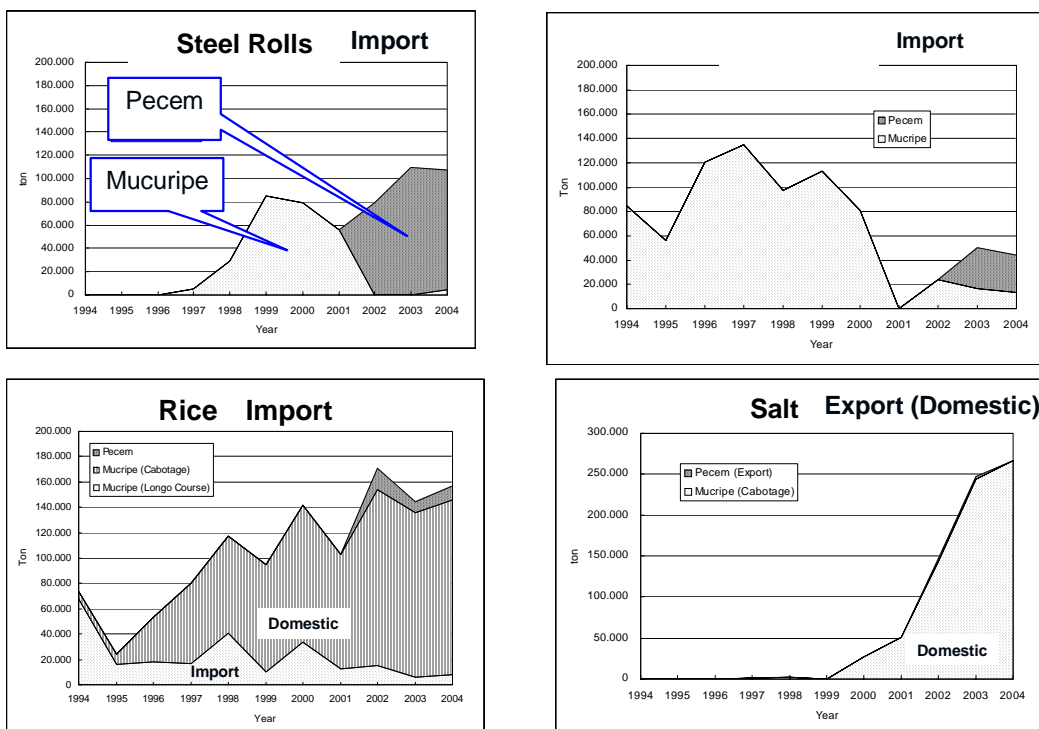 Steel Rolls Import
200.000
180.000
160.000
140.000
120.000
100.000
80.000
60.000
40.000
20.000
0
ton
Pecem
Mucuripe
1994 1995 1996 1997 1998 1999 2000 2001 2002 2003 2004
Year
Import
200.000
180.000
160.000
140.000
120.000
100.000
80.000
60.000
40.000
20.000
0
Ton
Pecem
Mucripe
1994 1995 1996 1997 1998 1999 2000 2001 2002 2003 2004
Year
Rice Import
200.000
180.000
160.000
140.000
120.000
100.000
80.000
60.000
40.000
20.000
0
Ton
Pecem
Mucripe (Cabotage)
Mucripe (Longo Course)
Domestic
Import
1994 1995 1996 1997 1998 1999 2000 2001 2002 2003 2004
Year
Salt Export (Domestic)
300.000
250.000
200.000
150.000
100.000
50.000
0
ton
Pecem (Export)
Mucripe (Cabotage)
Domestic
1994 1995 1996 1997 1998 1999 2000 2001 2002 2003 2004
Year